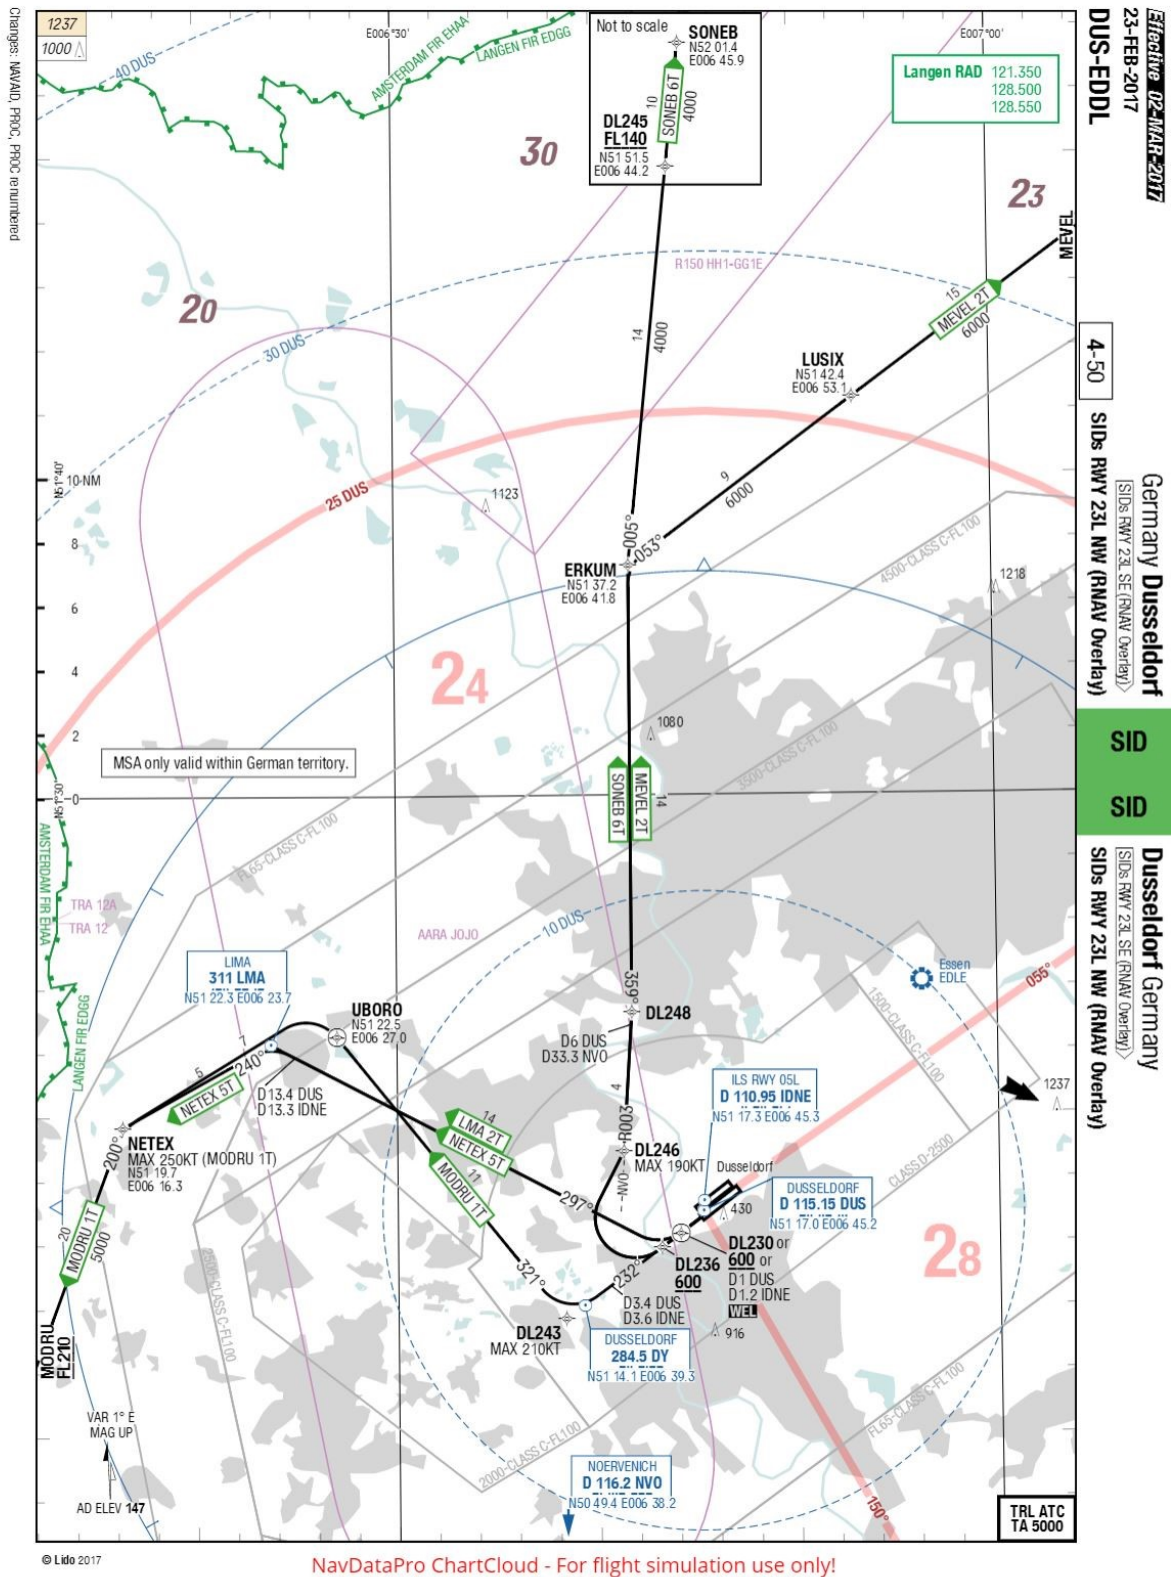 1237
1000
Changes: NAVAID, PROC, PROC renumbered
40 DUS
AMSTERDAM FIR EHAA
LANGEN FIR EDGG
E006°30'
Not to scale
SONEB
N52 01.4
E006 45.9
SONEB 6T
10
4000
DL245
FL140
N51 51.5
E006 44.2
E007°00'
Langen RAD 121.350
128.500
128.550
Effective 02-MAR-2017
23-FEB-2017
DUS-EDDL
30
23
20
MEVEL
R150 HH1-GG1E
15
MEVEL 2T
6000
30 DUS
14
4000
LUSIX
N51 42.4
E006 53.1
4-50
Germany Dusseldorf
SIDs RWY 23L SE (RNAV Overlay)
SIDs RWY 23L NW (RNAV Overlay)
N51°40'
10 NM
8
6
4
2
0
25 DUS
1123
9
6000
005°
053°
ERKUM
N51 37.2
E006 41.8
4500-CLASS C-FL100
1218
24
1080
3500-CLASS C-FL100
SID
SID
MSA only valid within German territory.
N51°30'
SONEB 6T
MEVEL 2T
14
FL65-CLASS C-FL100
AMSTERDAM FIR EHAA
LANGEN FIR EDGG
TRA 12A
TRA 12
AARA JOJO
10 DUS
Dusseldorf Germany
SIDs RWY 23L SE (RNAV Overlay)
SIDs RWY 23L NW (RNAV Overlay)
LIMA
311 LMA
N51 22.3 E006 23.7
Essen
EDLE
055°
UBORO
N51 22.5
E006 27.0
359°
DL248
D6 DUS
D33.3 NVO
1500-CLASS C-FL100
7
5
240°
NETEX 5T
D13.4 DUS
D13.3 IDNE
ILS RWY 05L
D 110.95 IDNE
N51 17.3 E006 45.3
1237
4
R003
NVO
14
LMA 2T
NETEX 5T
NETEX
MAX 250KT (MODRU 1T)
N51 19.7
E006 16.3
200°
DL246
MAX 190KT
Dusseldorf
CLASS D-2500
11
MODRU 1T
297°
DUSSELDORF
D 115.15 DUS
N51 17.0 E006 45.2
430
20
MODRU 1T
5000
2500-CLASS C-FL100
321°
232°
DL236
600
DL230 or
600 or
D1 DUS
D1.2 IDNE
WEL
28
D3.4 DUS
D3.6 IDNE
DL243
MAX 210KT
916
MODRU
FL210
DUSSELDORF
284.5 DY
N51 14.1 E006 39.3
VAR 1° E
MAG UP
AD ELEV 147
2000-CLASS C-FL100
FL65-CLASS C-FL100
NOERVENICH
D 116.2 NVO
N50 49.4 E006 38.2
150°
TRL ATC
TA 5000
© Lido 2017
NavDataPro ChartCloud - For flight simulation use only!